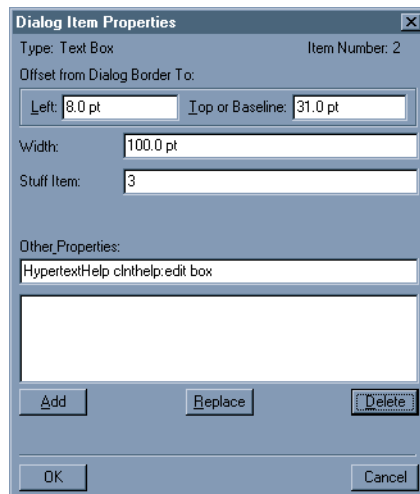 Dialog Item Properties
Type: Text Box Item Number: 2
Offset from Dialog Border To:
Left: 8.0 pt Top or Baseline: 31.0 pt
Width: 100.0 pt
Stuff Item: 3
Other Properties:
HypertextHelp clnthelp:edit box
Add Replace Delete
OK Cancel